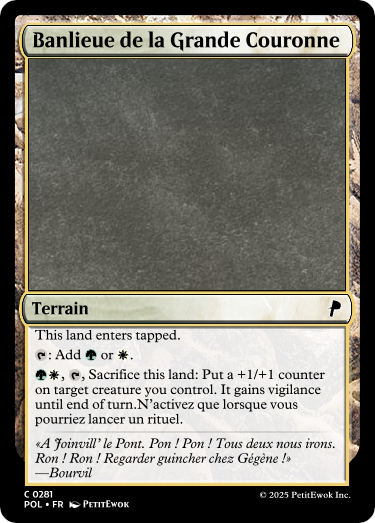 Banlieue de la Grande Couronne
Terrain
This land enters tapped.
: Add or .
, , Sacrifice this land: Put a +1/+1 counter
on target creature you control. It gains vigilance
until end of turn.N’activez que lorsque vous
pourriez lancer un rituel.
«A Joinvill’ le Pont. Pon ! Pon ! Tous deux nous irons.
Ron ! Ron ! Regarder guincher chez Gégène !»
—Bourvil
C 0281
POL • FR PetitEwok
© 2025 PetitEwok Inc.